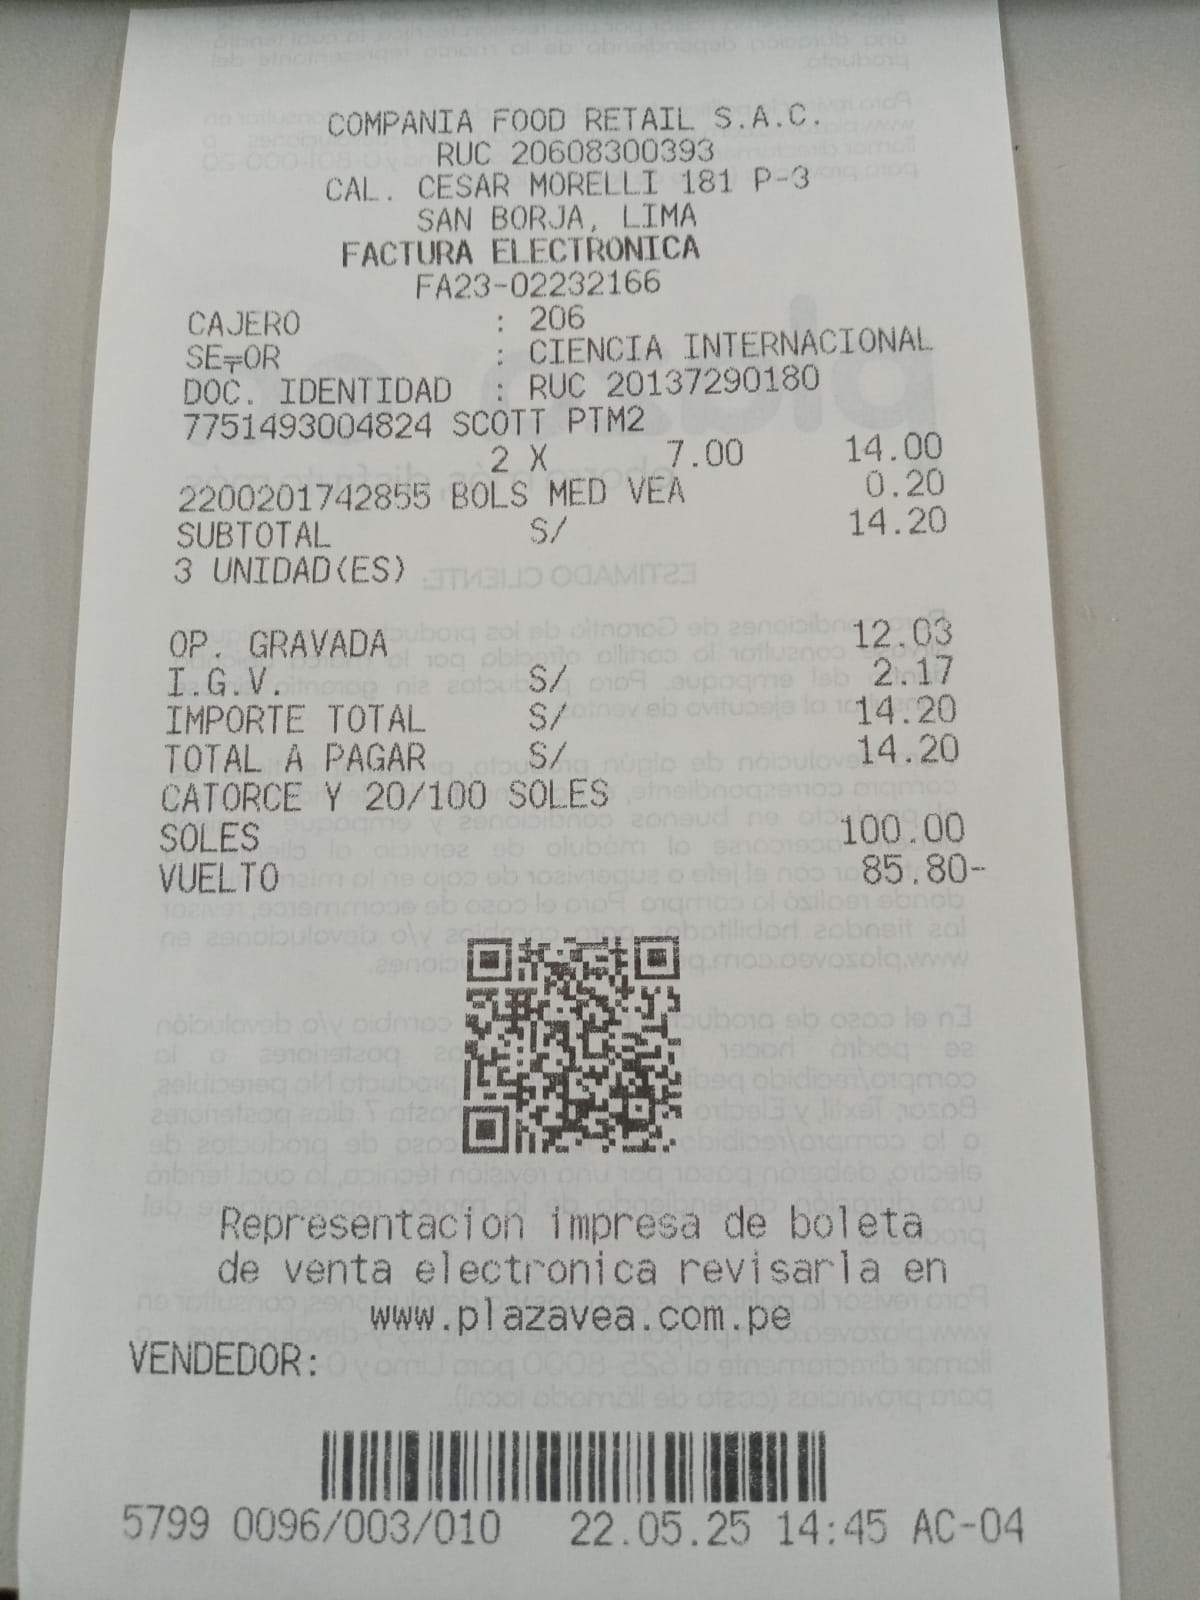 COMPANIA FOOD RETAIL S.A.C.
RUC 20608300393
CAL. CESAR MORELLI 181 P-3
SAN BORJA, LIMA
FACTURA ELECTRONICA
FA23-02232166
CAJERO : 206
SE╤OR : CIENCIA INTERNACIONAL
DOC. IDENTIDAD : RUC 20137290180
7751493004824 SCOTT PTM2
2 X 7.00 14.00
2200201742855 BOLS MED VEA 0.20
SUBTOTAL S/ 14.20
3 UNIDAD(ES)
OP. GRAVADA 12.03
I.G.V. S/ 2.17
IMPORTE TOTAL S/ 14.20
TOTAL A PAGAR S/ 14.20
CATORCE Y 20/100 SOLES
SOLES 100.00
VUELTO 85.80-
Representacion impresa de boleta
de venta electronica revisarla en
www.plazavea.com.pe
VENDEDOR:
5799 0096/003/010 22.05.25 14:45 AC-04